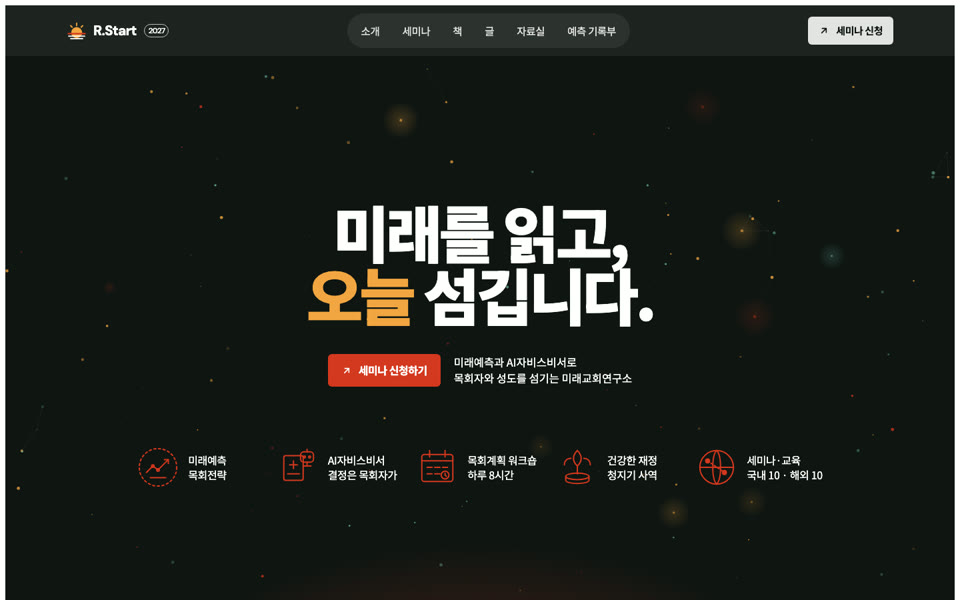 R.Start 2027
소개 세미나 책 글 자료실 예측 기록부
세미나 신청
미래를 읽고,
오늘 섬깁니다.
세미나 신청하기
미래예측과 AI자비스비서로
목회자와 성도를 섬기는 미래교회연구소
미래예측
목회전략
AI자비스비서
결정은 목회자가
목회계획 워크숍
하루 8시간
건강한 재정
청지기 사역
세미나·교육
국내 10 · 해외 10